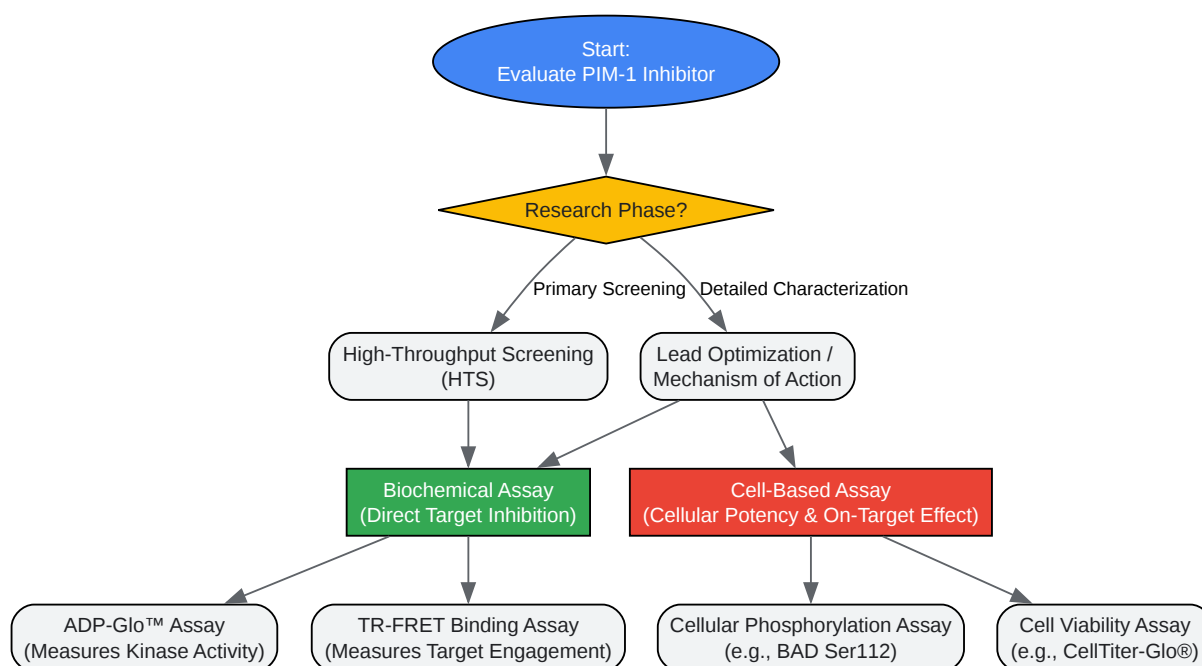 Start:
Evaluate PIM-1 Inhibitor
Research Phase?
Primary Screening
Detailed Characterization
High-Throughput Screening
(HTS)
Lead Optimization /
Mechanism of Action
Biochemical Assay
(Direct Target Inhibition)
Cell-Based Assay
(Cellular Potency & On-Target Effect)
ADP-Glo™ Assay
(Measures Kinase Activity)
TR-FRET Binding Assay
(Measures Target Engagement)
Cellular Phosphorylation Assay
(e.g., BAD Ser112)
Cell Viability Assay
(e.g., CellTiter-Glo®)